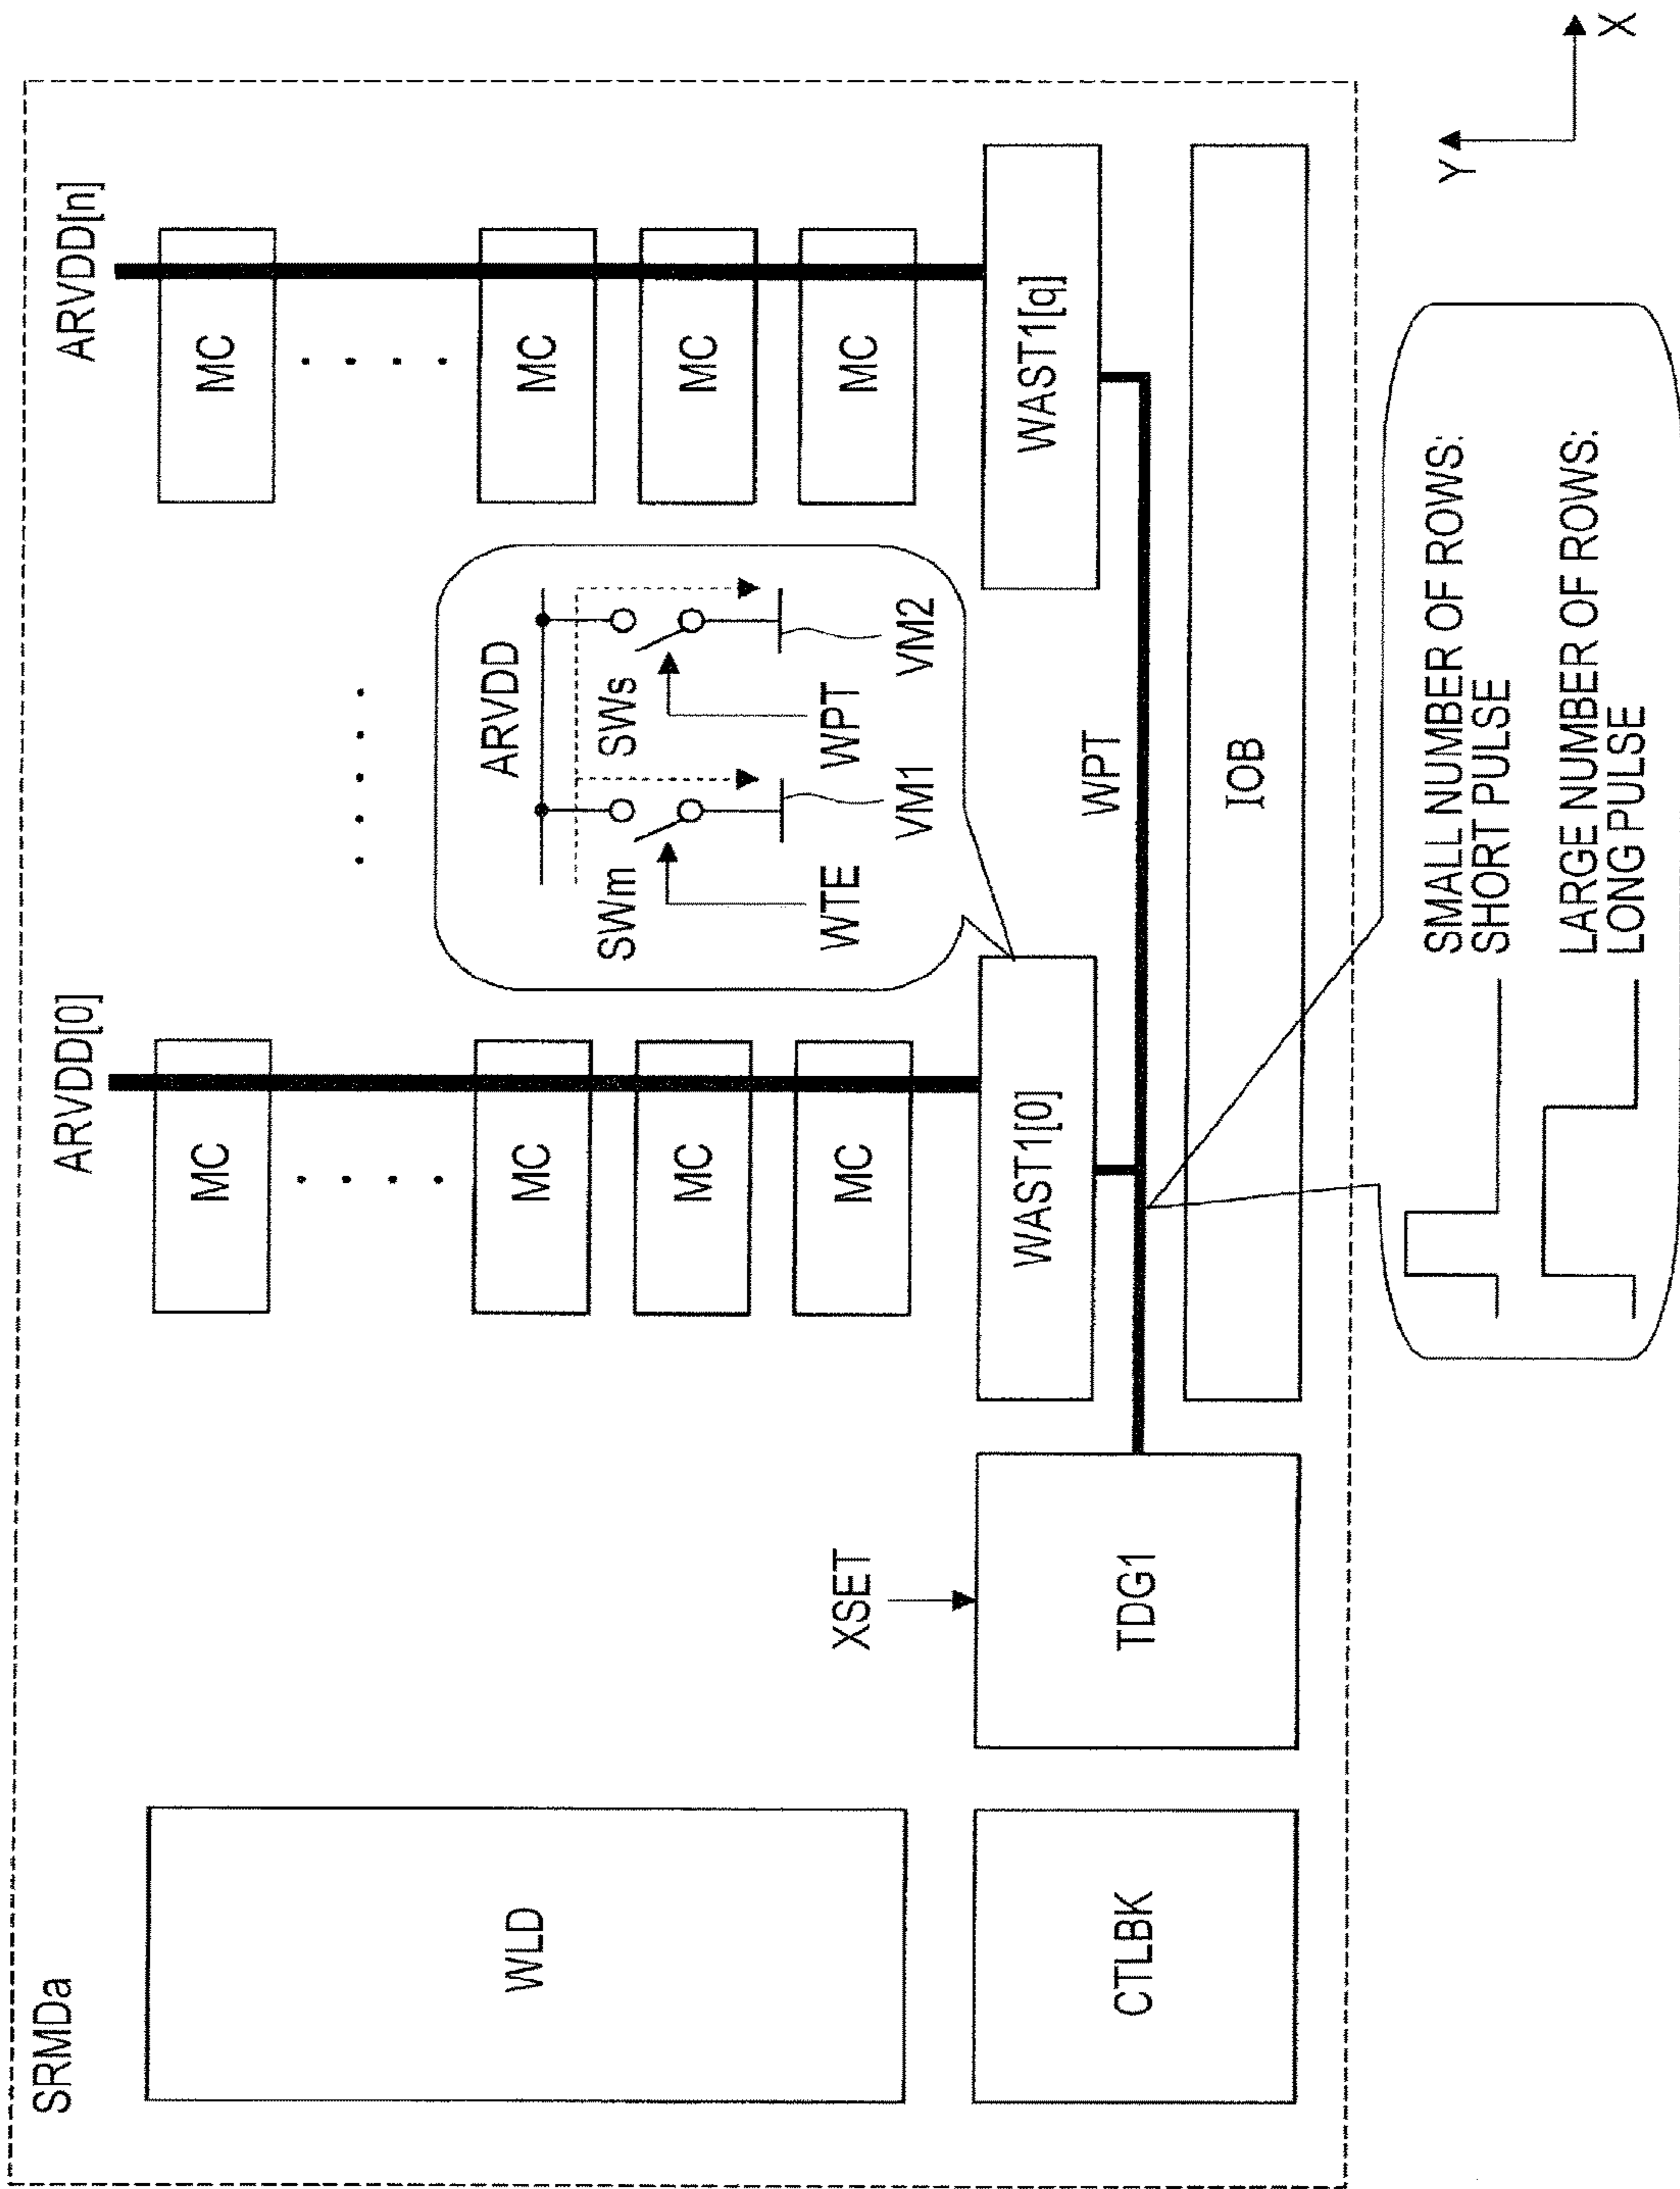 SRMDa
ARVDD[0]
ARVDD[n]
WLD
MC
MC
MC
MC
MC
MC
MC
MC
ARVDD
SWm
SWs
WTE
WPT
VM1
VM2
XSET
CTLBK
TDG1
WAST1[0]
WAST1[q]
WPT
IOB
Y
X
SMALL NUMBER OF ROWS:
SHORT PULSE
LARGE NUMBER OF ROWS:
LONG PULSE